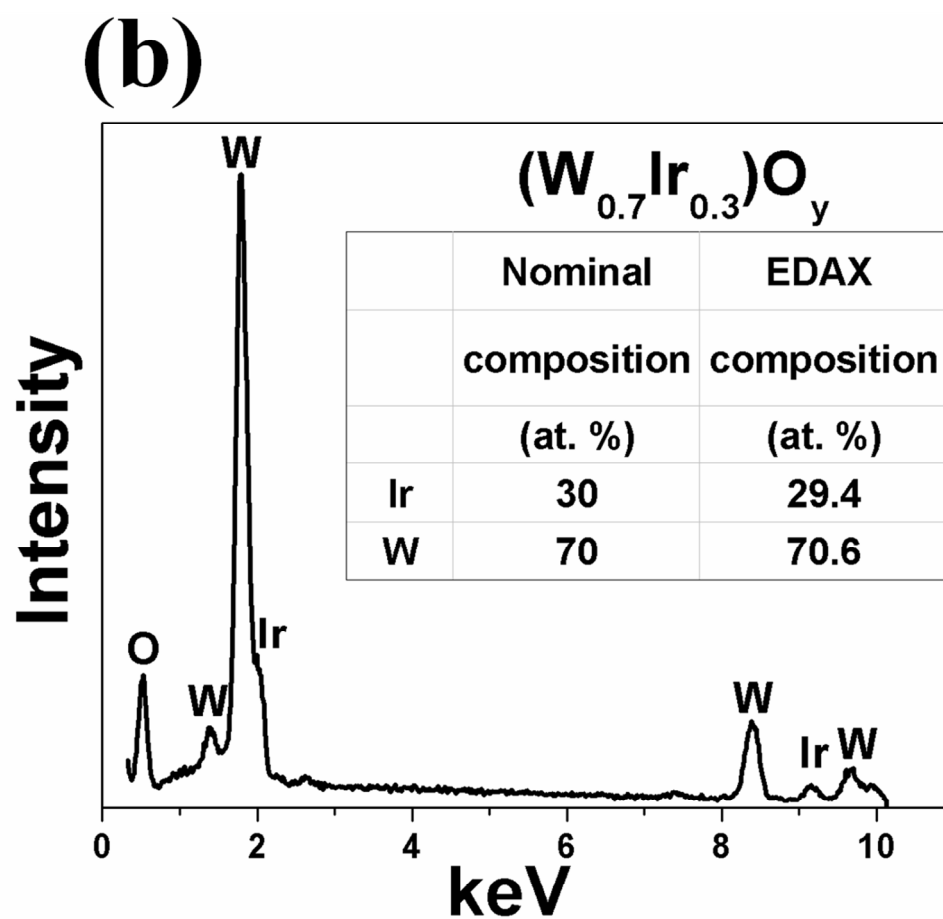 (b)
(W0.7Ir0.3)Oy
Nominal EDAX
composition composition
(at. %) (at. %)
Ir 30 29.4
W 70 70.6
W
Ir
O
W
W
Ir
W
Intensity
0 2 4 6 8 10
keV